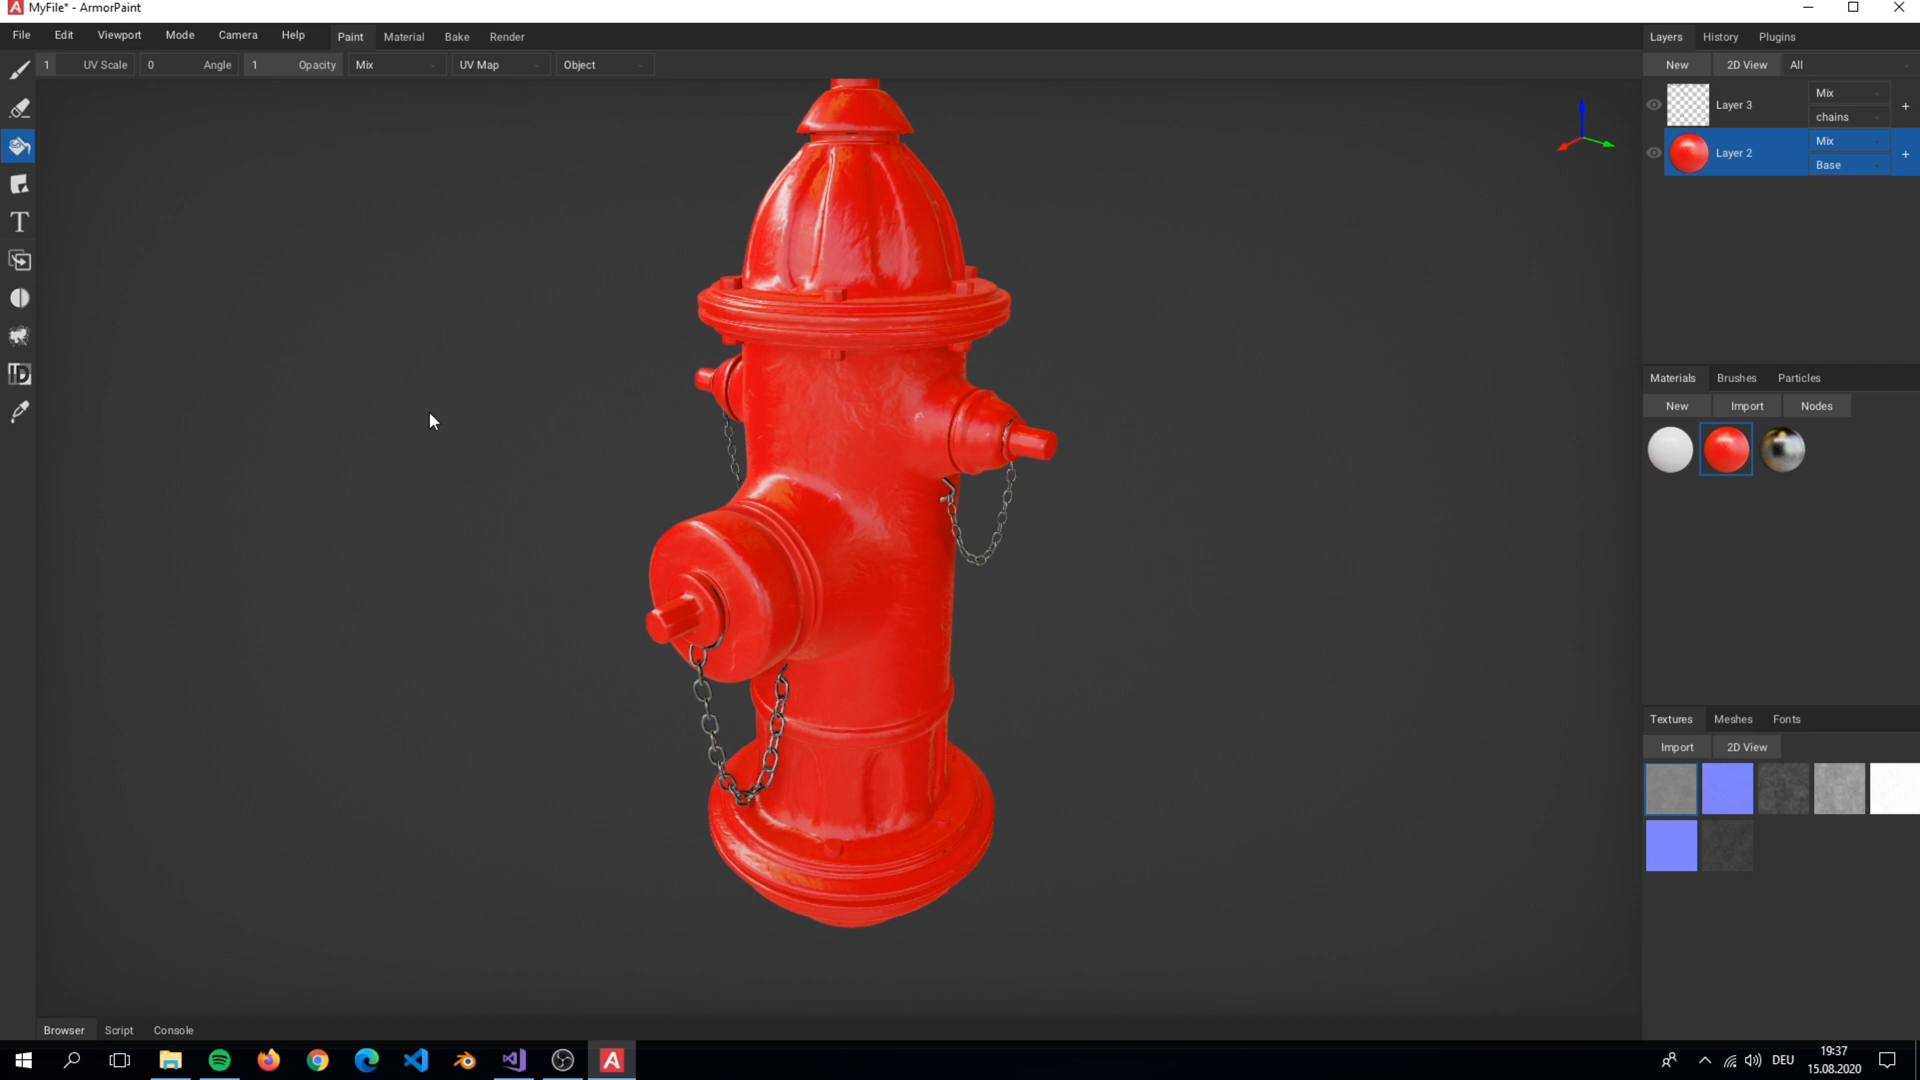 MyFile* - ArmorPaint
File Edit Viewport Mode Camera Help Paint Material Bake Render
1 UV Scale 0 Angle 1 Opacity Mix UV Map Object
Layers History Plugins
New 2D View All
Layer 3 Mix +
chains
Layer 2 Mix +
Base
T
ID
Materials Brushes Particles
New Import Nodes
Textures Meshes Fonts
Import 2D View
Browser Script Console
DEU
19:37
15.08.2020